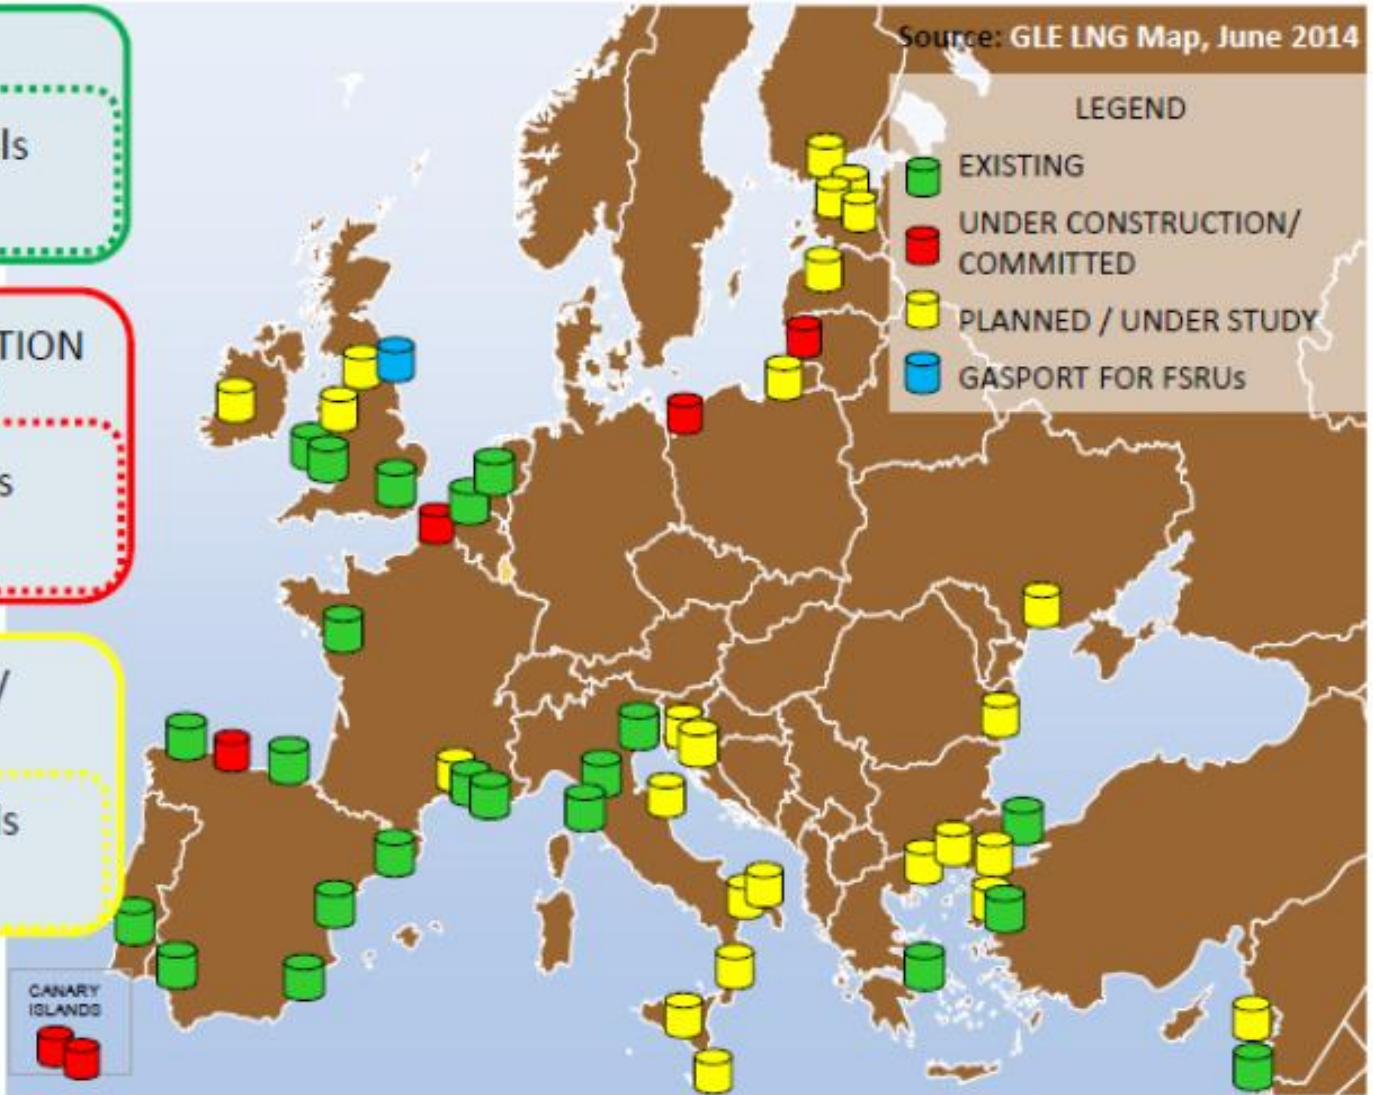 Source: GLE LNG Map, June 2014
LEGEND
EXISTING
UNDER CONSTRUCTION/
COMMITTED
PLANNED / UNDER STUDY
GASPORT FOR FSRUs
ls
TION
s
/
ls
CANARY
ISLANDS